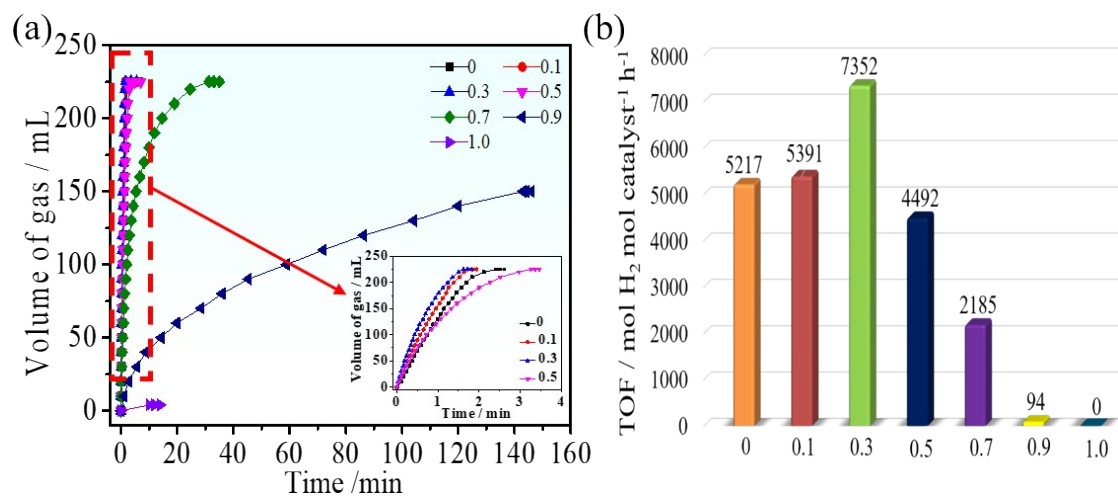 (a)
250
200
150
100
50
0
Volume of gas / mL
0 20 40 60 80 100 120 140 160
Time /min
0 0.1
0.3 0.5
0.7 0.9
1.0
250
200
150
100
50
0
Volume of gas / mL
0 1 2 3 4
Time / min
0
0.1
0.3
0.5
(b)
8000
7000
6000
5000
4000
3000
2000
1000
0
TOF / mol H₂ mol catalyst⁻¹ h⁻¹
5217 5391 7352 4492 2185 94 0
0 0.1 0.3 0.5 0.7 0.9 1.0